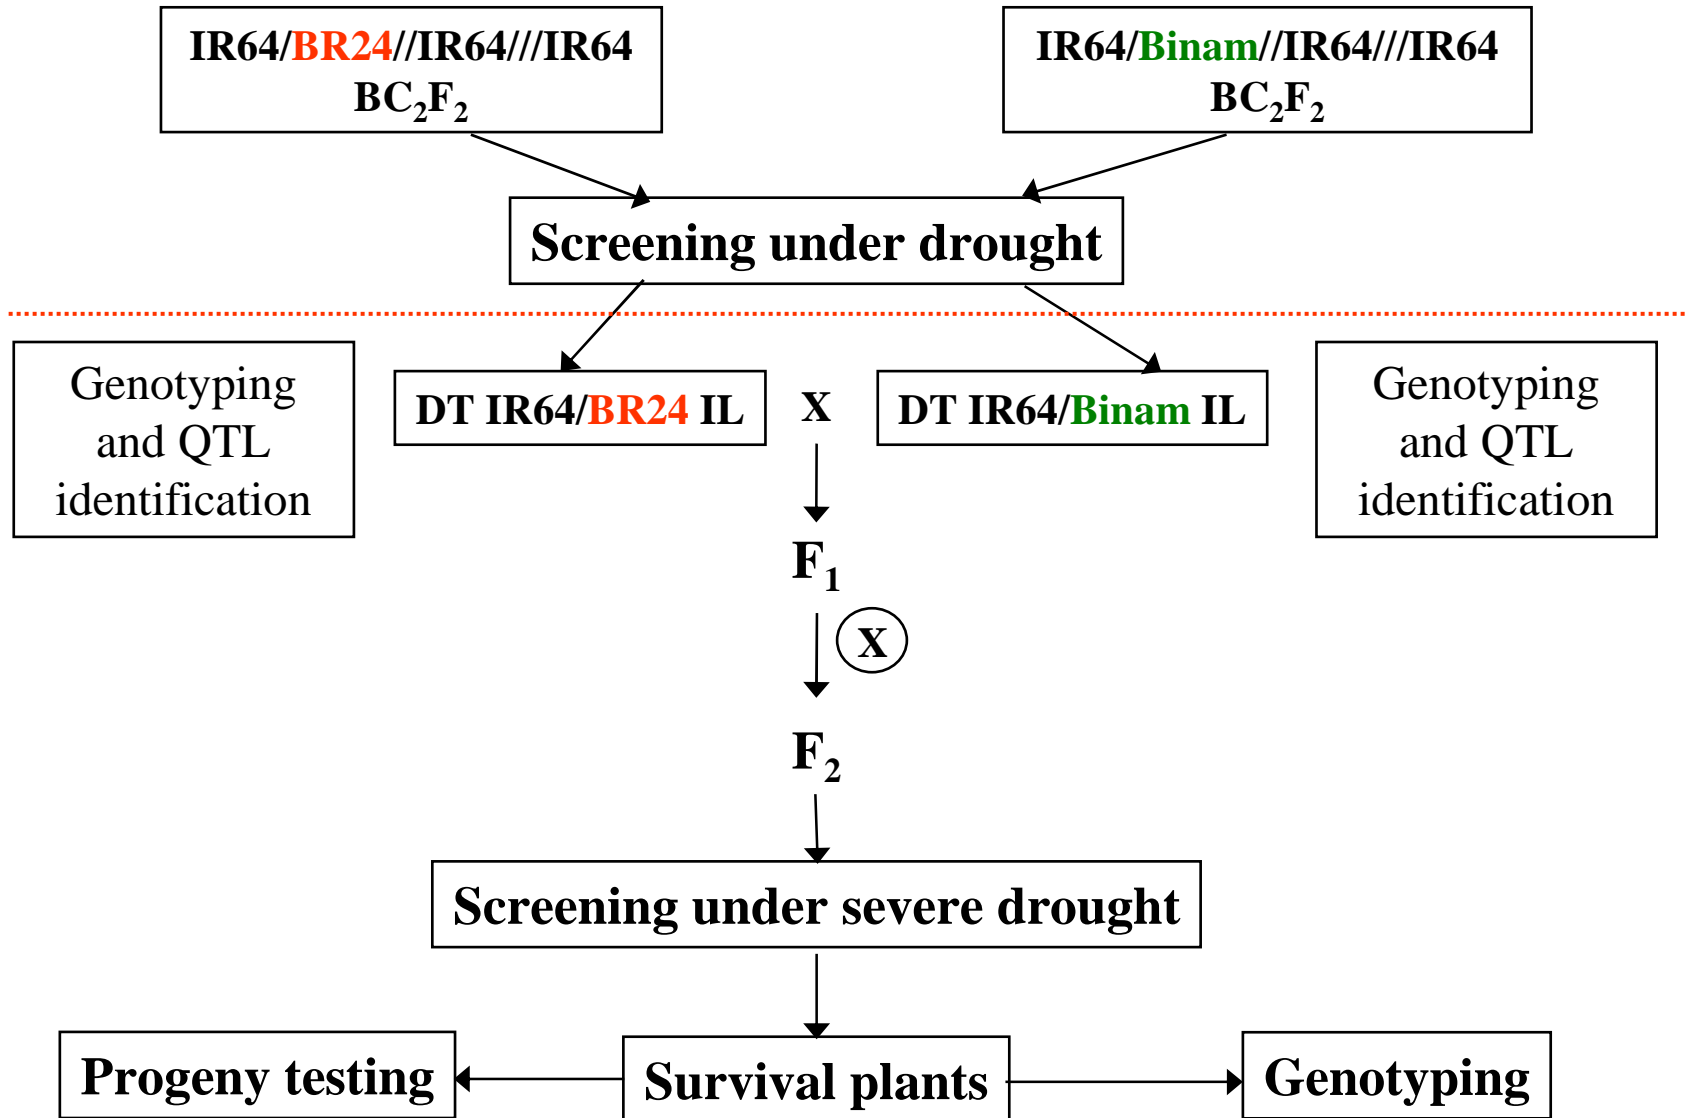 IR64/BR24//IR64///IR64
BC₂F₂
IR64/Binam//IR64///IR64
BC₂F₂
Screening under drought
Genotyping
and QTL
identification
DT IR64/BR24 IL
X
DT IR64/Binam IL
Genotyping
and QTL
identification
F₁
X
F₂
Screening under severe drought
Progeny testing
Survival plants
Genotyping